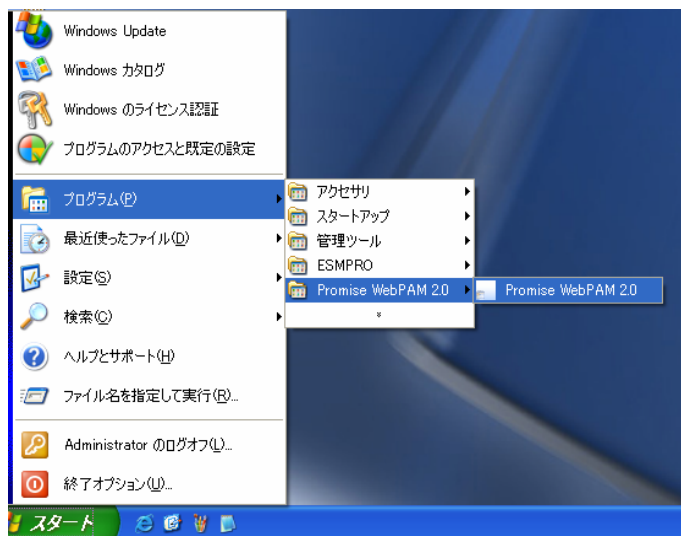 Windows Update
Windows カタログ
Windows のライセンス認証
プログラムのアクセスと既定の設定
プログラム(P)
アクセサリ
スタートアップ
管理ツール
ESMPRO
Promise WebPAM 2.0
Promise WebPAM 2.0
最近使ったファイル(D)
設定(S)
検索(C)
ヘルプとサポート(H)
ファイル名を指定して実行(R)...
Administrator のログオフ(L)...
終了オプション(U)...
スタート